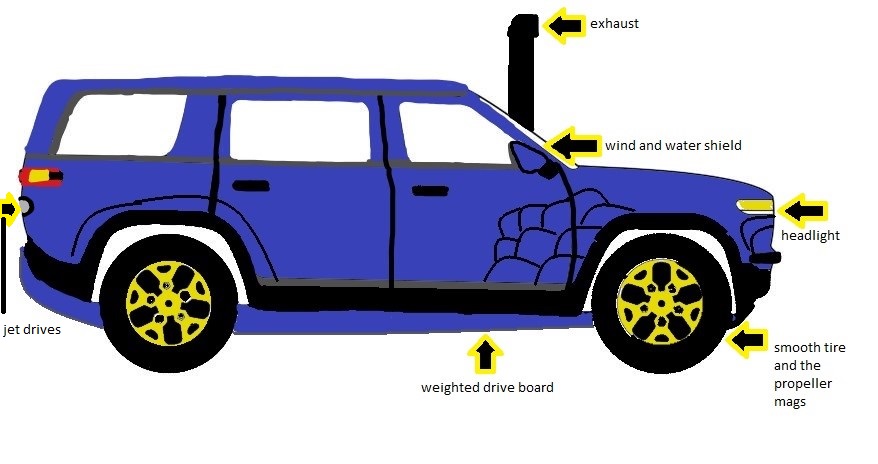 exhaust
wind and water shield
headlight
jet drives
smooth tire
and the
propeller
mags
weighted drive board